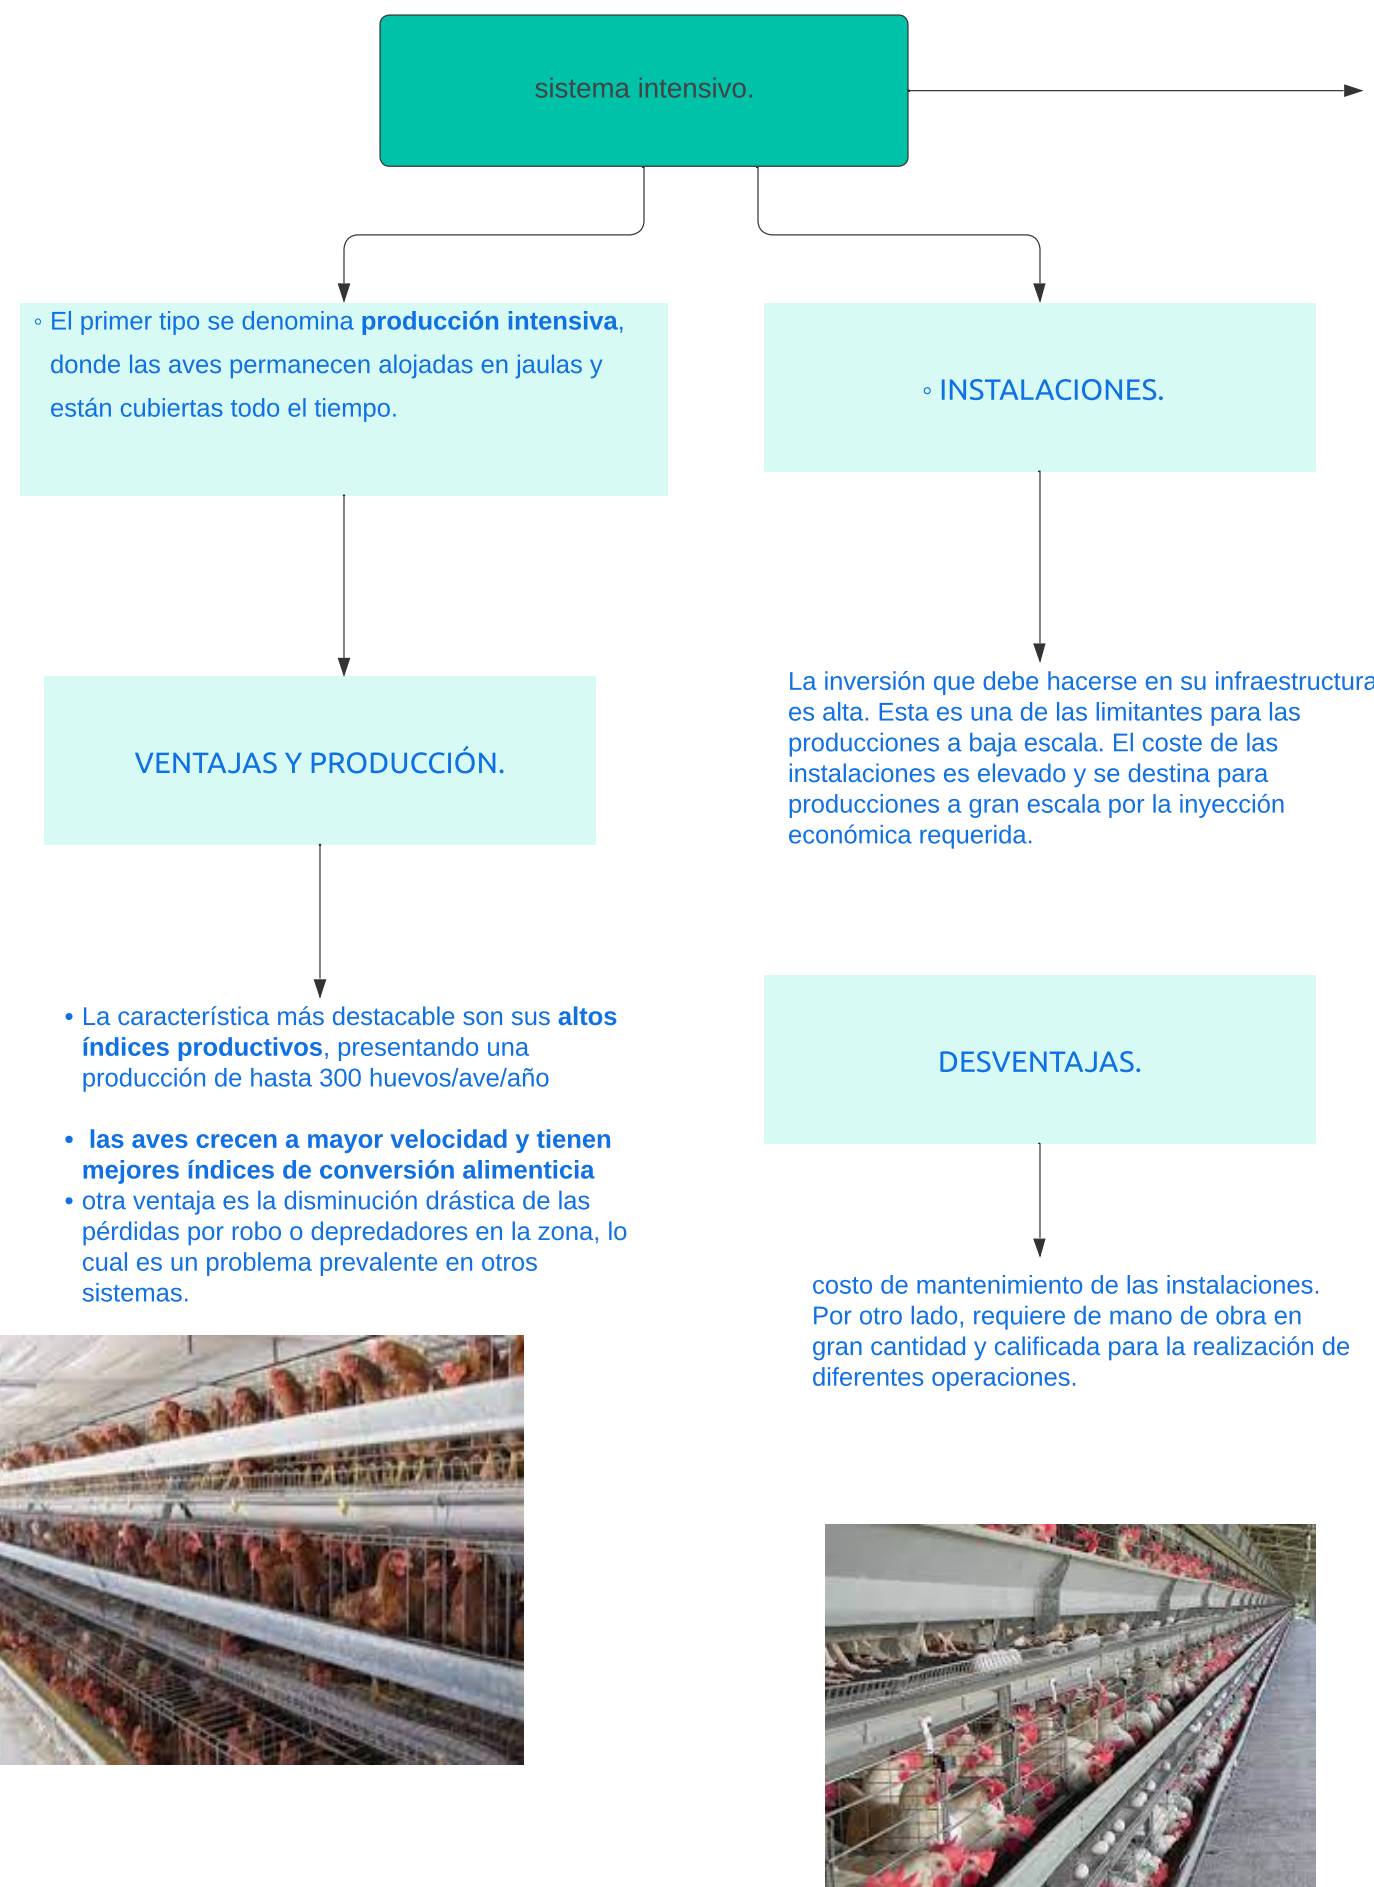 sistema intensivo.
◦ El primer tipo se denomina producción intensiva,
donde las aves permanecen alojadas en jaulas y
están cubiertas todo el tiempo.
◦ INSTALACIONES.
VENTAJAS Y PRODUCCIÓN.
La inversión que debe hacerse en su infraestructura
es alta. Esta es una de las limitantes para las
producciones a baja escala. El coste de las
instalaciones es elevado y se destina para
producciones a gran escala por la inyección
económica requerida.
• La característica más destacable son sus altos
índices productivos, presentando una
producción de hasta 300 huevos/ave/año
• las aves crecen a mayor velocidad y tienen
mejores índices de conversión alimenticia
• otra ventaja es la disminución drástica de las
pérdidas por robo o depredadores en la zona, lo
cual es un problema prevalente en otros
sistemas.
DESVENTAJAS.
costo de mantenimiento de las instalaciones.
Por otro lado, requiere de mano de obra en
gran cantidad y calificada para la realización de
diferentes operaciones.